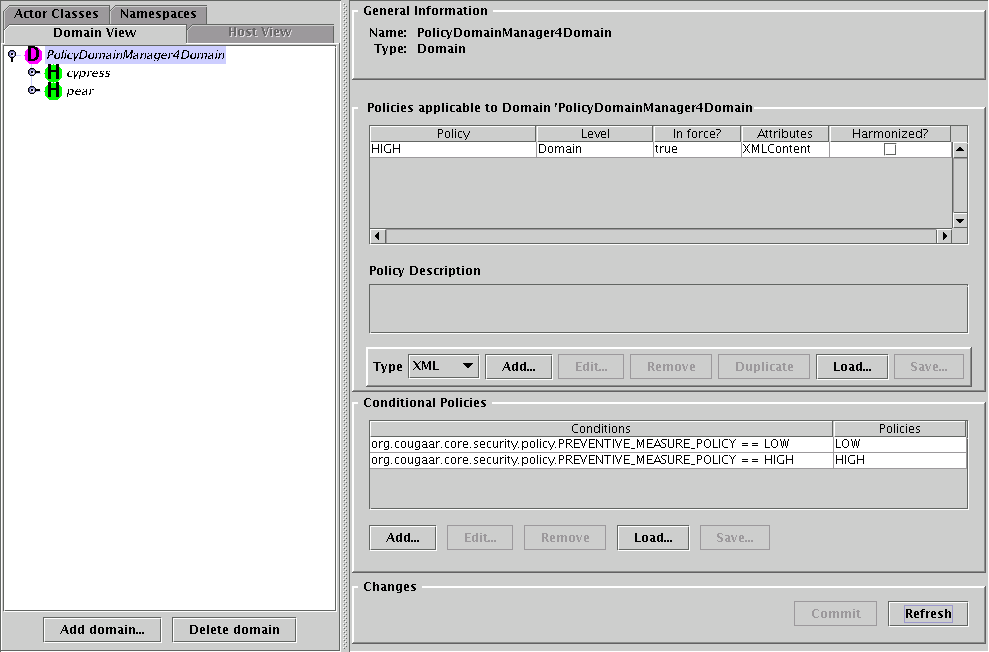 Actor Classes Namespaces
Domain View Host View
D PolicyDomainManager4Domain
H cypress
H pear
Add domain... Delete domain
General Information
Name: PolicyDomainManager4Domain
Type: Domain
Policies applicable to Domain 'PolicyDomainManager4Domain
Policy Level In force? Attributes Harmonized?
HIGH Domain true XMLContent
Policy Description
Type XML Add... Edit... Remove Duplicate Load... Save...
Conditional Policies
Conditions Policies
org.cougaar.core.security.policy.PREVENTIVE_MEASURE_POLICY == LOW LOW
org.cougaar.core.security.policy.PREVENTIVE_MEASURE_POLICY == HIGH HIGH
Add... Edit... Remove Load... Save...
Changes
Commit Refresh